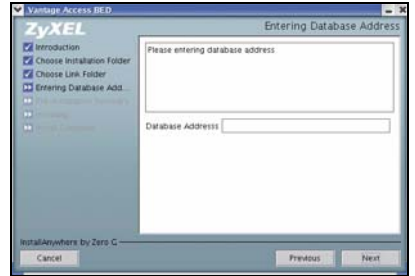 Vantage Access BED
ZyXEL
Entering Database Address
Introduction
Choose Installation Folder
Choose Link Folder
Entering Database Add...
Please entering database address
Database Addresss
InstallAnywhere by Zero G
Cancel
Previous
Next